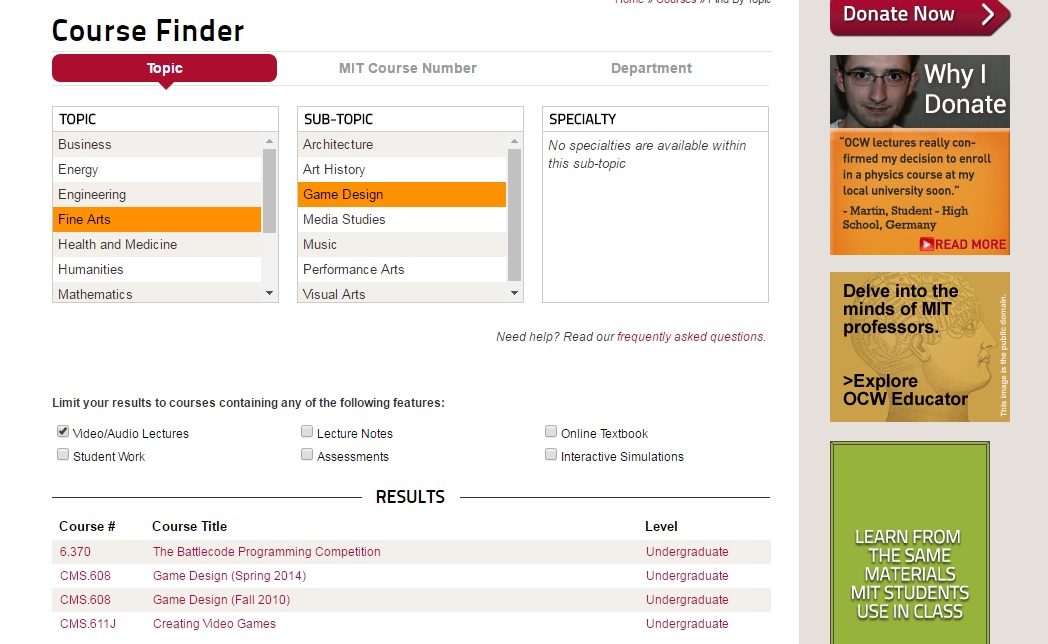 Home » Courses » Find By Topic
Course Finder
Topic
MIT Course Number
Department
TOPIC
Business
Energy
Engineering
Fine Arts
Health and Medicine
Humanities
Mathematics
SUB-TOPIC
Architecture
Art History
Game Design
Media Studies
Music
Performance Arts
Visual Arts
SPECIALTY
No specialties are available within
this sub-topic
Need help? Read our frequently asked questions.
Limit your results to courses containing any of the following features:
Video/Audio Lectures
Lecture Notes
Online Textbook
Student Work
Assessments
Interactive Simulations
RESULTS
Course # Course Title Level
6.370 The Battlecode Programming Competition Undergraduate
CMS.608 Game Design (Spring 2014) Undergraduate
CMS.608 Game Design (Fall 2010) Undergraduate
CMS.611J Creating Video Games Undergraduate
Donate Now
Why I
Donate
"OCW lectures really con-
firmed my decision to enroll
in a physics course at my
local university soon."
- Martin, Student - High
School, Germany
READ MORE
Delve into the
minds of MIT
professors.
>Explore
OCW Educator
This image is the public domain.
LEARN FROM
THE SAME
MATERIALS
MIT STUDENTS
USE IN CLASS